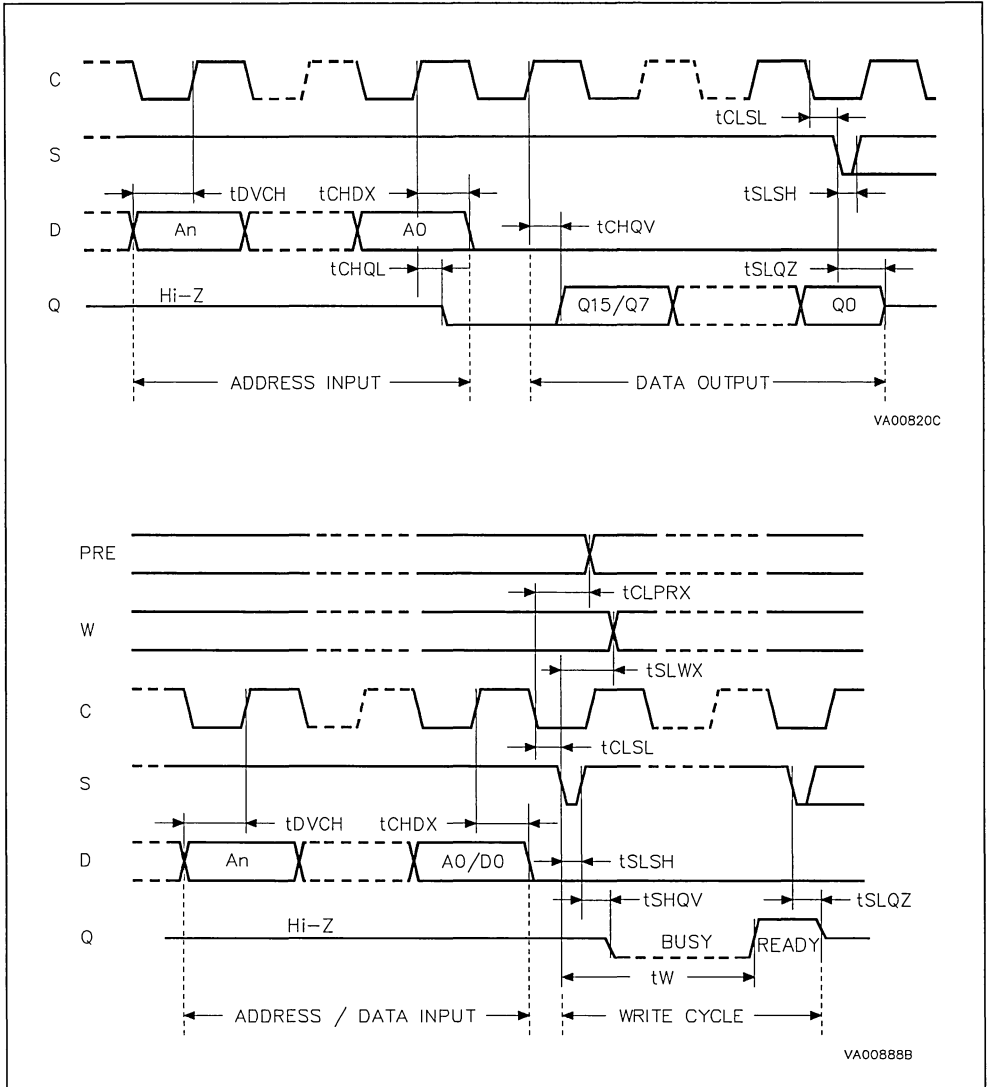 C
tCLSL
S
tDVCH
tCHDX
tSLSH
D
An
A0
tCHQV
tCHQL
tSLQZ
Q
Hi-Z
Q15/Q7
Q0
ADDRESS INPUT
DATA OUTPUT
VA00820C
PRE
tCLPRX
W
tSLWX
C
tCLSL
S
tDVCH
tCHDX
D
An
A0/D0
tSLSH
tSHQV
tSLQZ
Q
Hi-Z
BUSY
READY
tW
ADDRESS / DATA INPUT
WRITE CYCLE
VA00888B